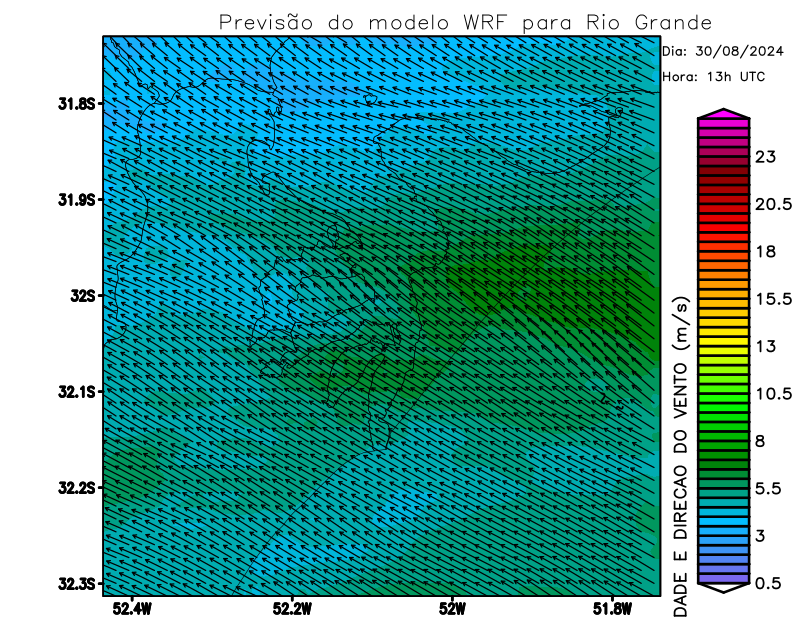 Previsão do modelo WRF para Rio Grande
Dia: 30/08/2024
Hora: 13h UTC
31.8S
31.9S
32S
32.1S
32.2S
32.3S
52.4W
52.2W
52W
51.8W
23
20.5
18
15.5
13
10.5
8
5.5
3
0.5
DADE E DIRECAO DO VENTO (m/s)